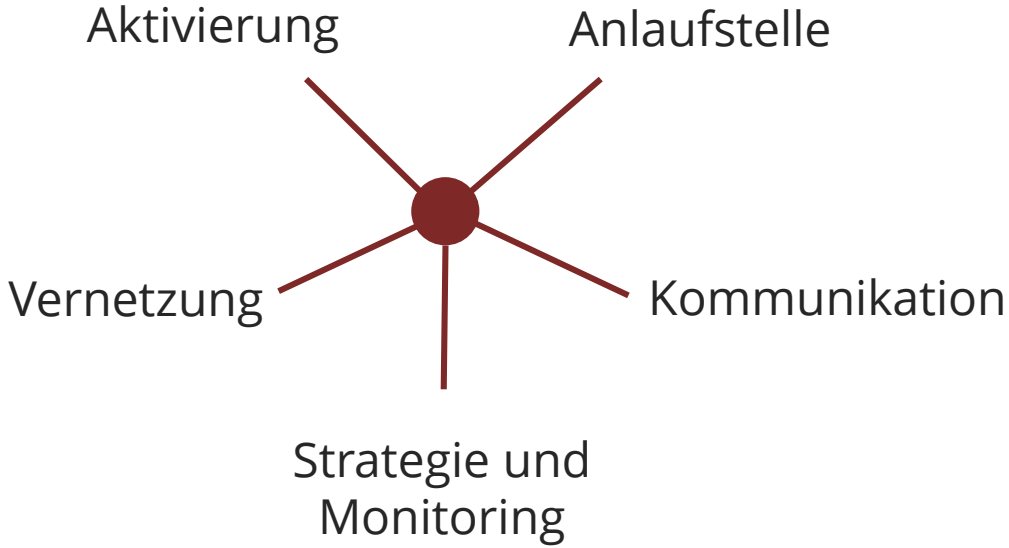 Aktivierung
Anlaufstelle
Vernetzung
Kommunikation
Strategie und
Monitoring